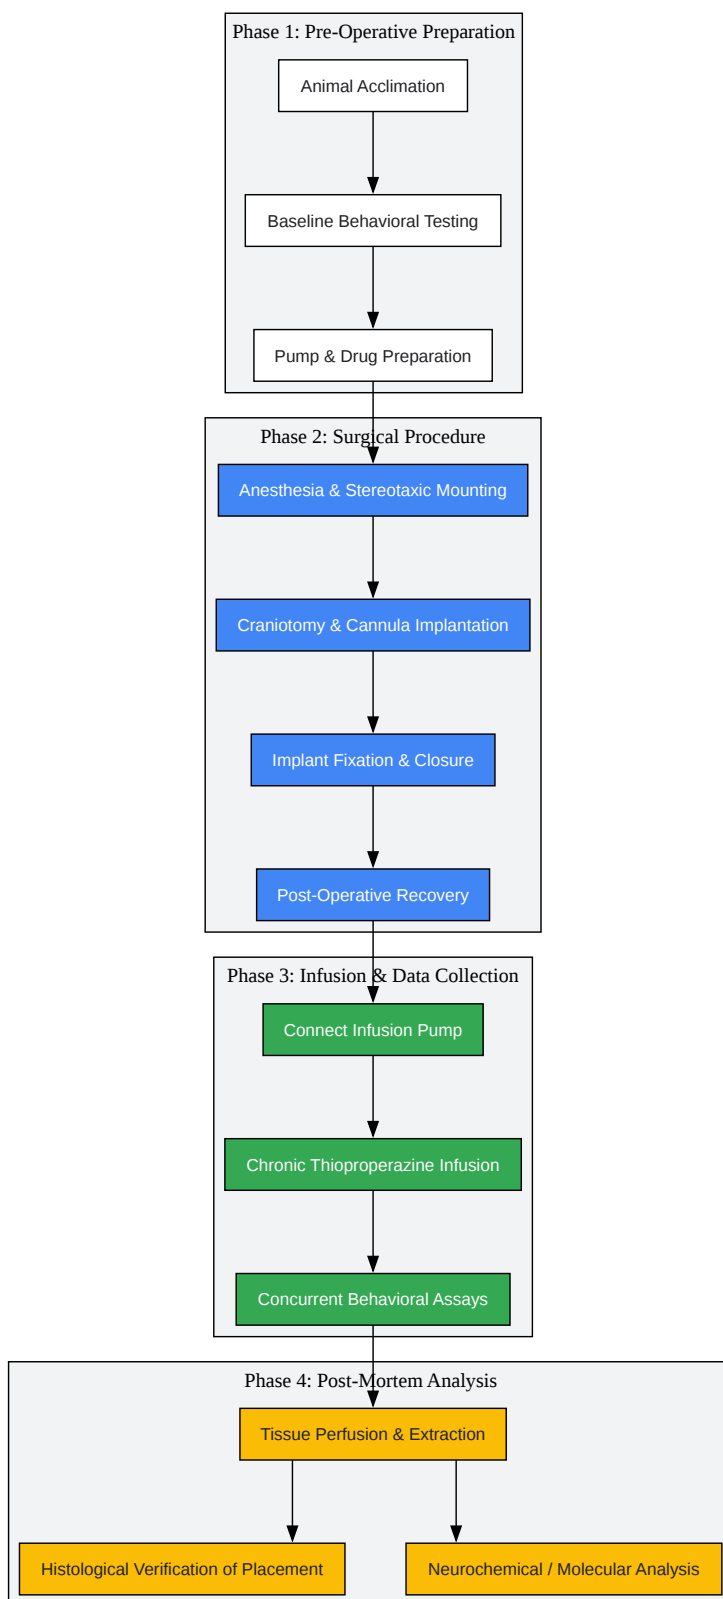 Phase 1: Pre-Operative Preparation
Animal Acclimation
Baseline Behavioral Testing
Pump & Drug Preparation
Phase 2: Surgical Procedure
Anesthesia & Stereotaxic Mounting
Craniotomy & Cannula Implantation
Implant Fixation & Closure
Post-Operative Recovery
Phase 3: Infusion & Data Collection
Connect Infusion Pump
Chronic Thioproperazine Infusion
Concurrent Behavioral Assays
Phase 4: Post-Mortem Analysis
Tissue Perfusion & Extraction
Histological Verification of Placement
Neurochemical / Molecular Analysis